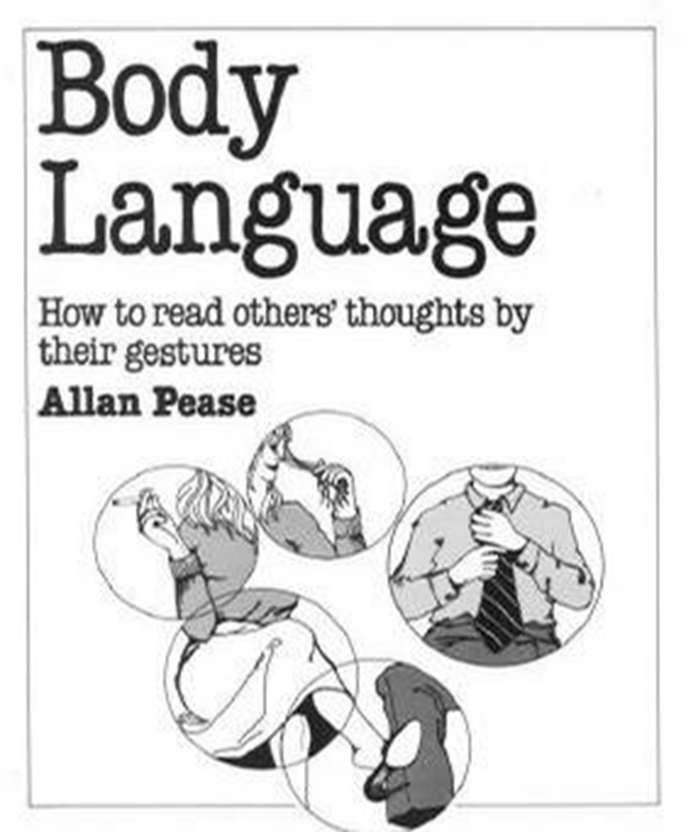 Body
Language
How to read others’ thoughts by
their gestures
Allan Pease